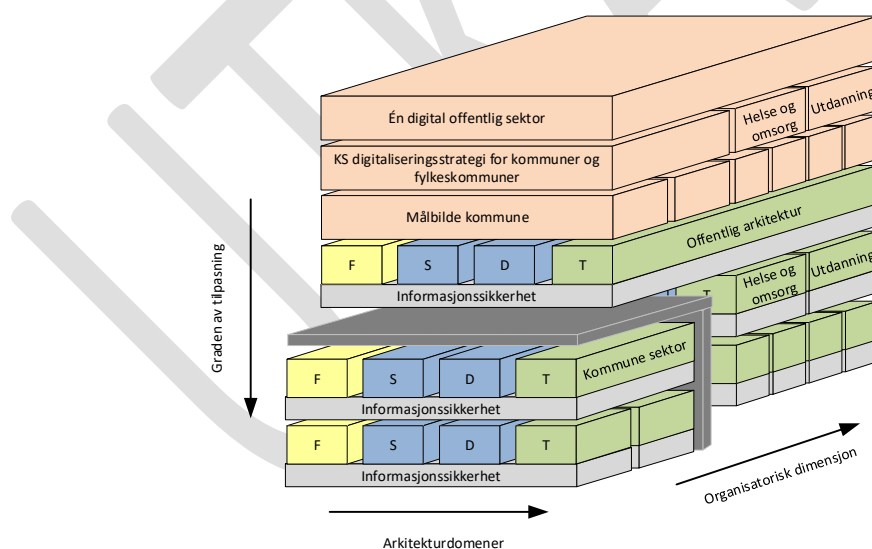 Én digital offentlig sektor
Helse og
omsorg
Utdanning
KS digitaliseringsstrategi for kommuner og
fylkeskommuner
Målbilde kommune
Offentlig arkitektur
F
S
D
T
Informasjonssikkerhet
T
Helse og
omsorg
Utdanning
Graden av tilpasning
Kommune sektor
F
S
D
T
Informasjonssikkerhet
F
S
D
T
Informasjonssikkerhet
Organisatorisk dimensjon
Arkitekturdomener